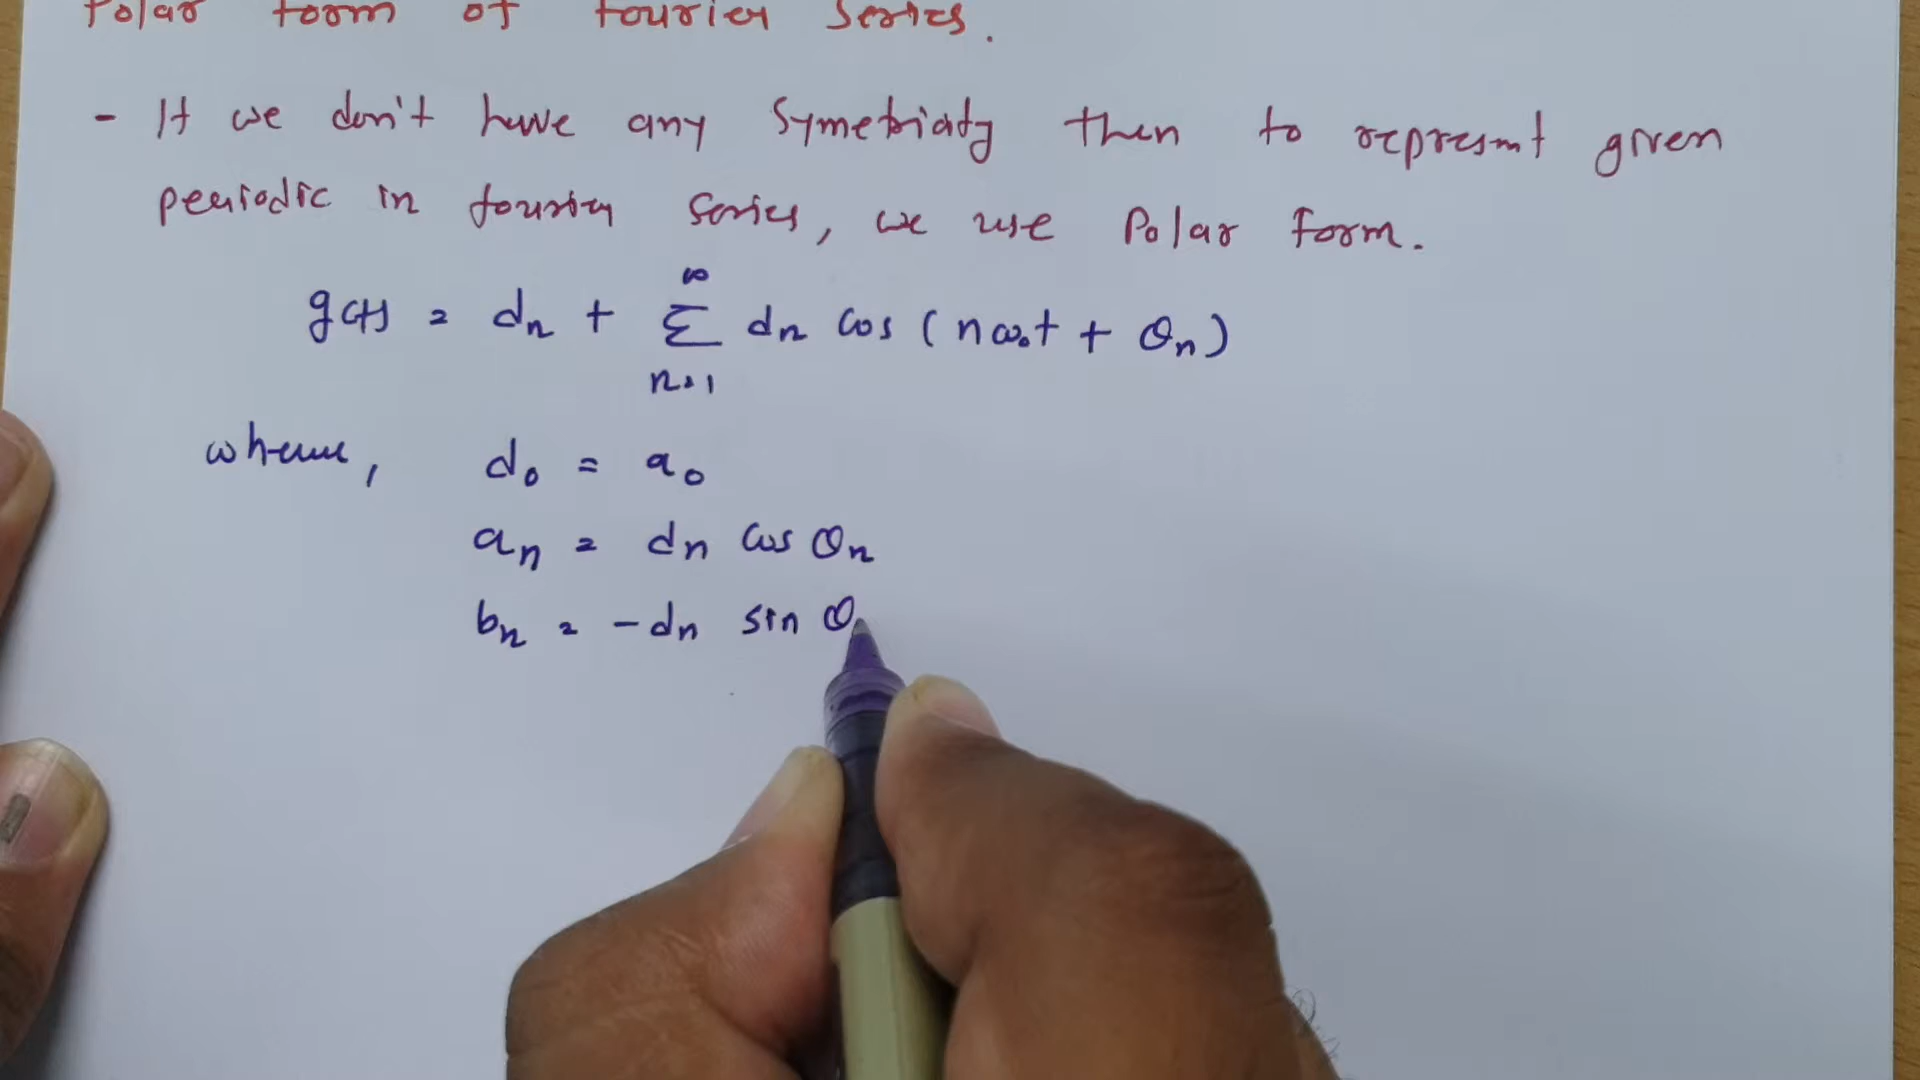 Polar form of fourier series.
- If we don't have any Symetriaty then to represent given
periodic in fourier series, we use Polar Form.
g(t) = dn + ∞Σn=1 dn cos (nω₀t + θn)
where, d₀ = a₀
an = dn cos θn
bn = -dn sin θ